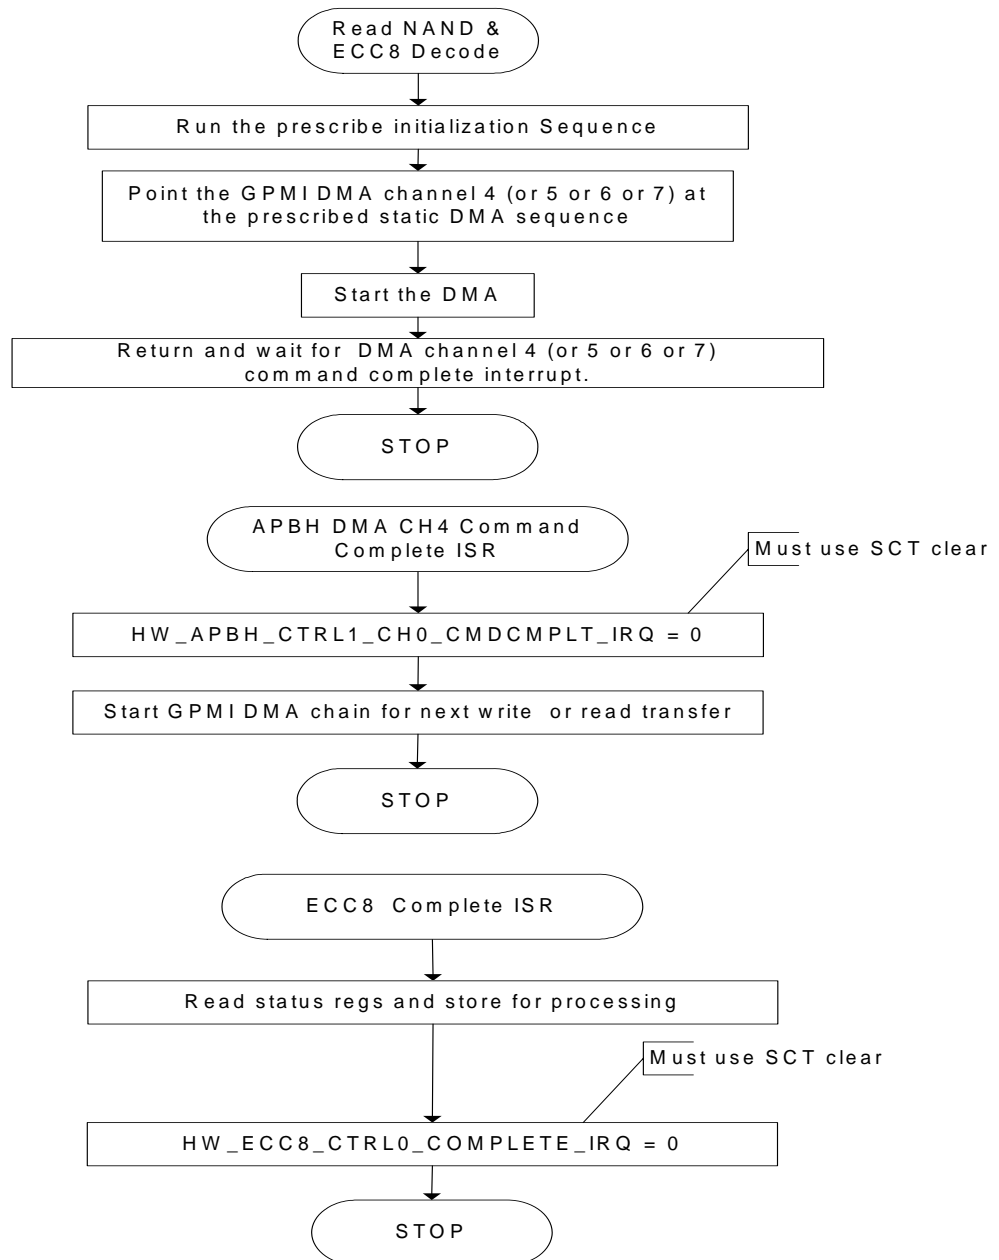 Read NAND &
ECC8 Decode
Run the prescribe initialization Sequence
Point the GPMI DMA channel 4 (or 5 or 6 or 7) at
the prescribed static DMA sequence
Start the DMA
Return and wait for DMA channel 4 (or 5 or 6 or 7)
command complete interrupt.
STOP
APBH DMA CH4 Command
Complete ISR
Must use SCT clear
HW_APBH_CTRL1_CH0_CMDCMPLT_IRQ = 0
Start GPMI DMA chain for next write or read transfer
STOP
ECC8 Complete ISR
Read status regs and store for processing
Must use SCT clear
HW_ECC8_CTRL0_COMPLETE_IRQ = 0
STOP